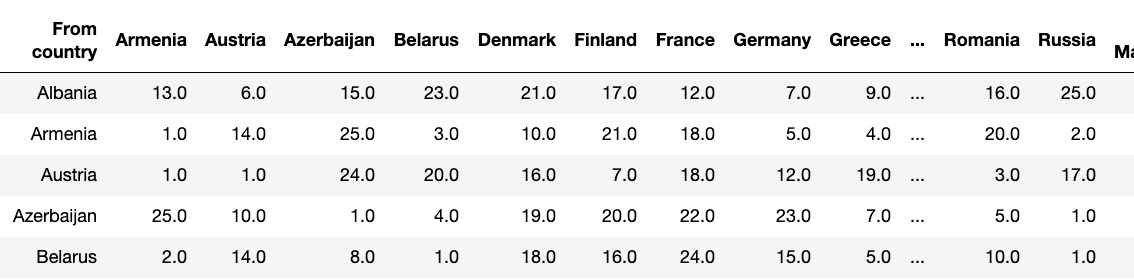 From country Armenia Austria Azerbaijan Belarus Denmark Finland France Germany Greece ... Romania Russia
Albania 13.0 6.0 15.0 23.0 21.0 17.0 12.0 7.0 9.0 ... 16.0 25.0
Armenia 1.0 14.0 25.0 3.0 10.0 21.0 18.0 5.0 4.0 ... 20.0 2.0
Austria 1.0 1.0 24.0 20.0 16.0 7.0 18.0 12.0 19.0 ... 3.0 17.0
Azerbaijan 25.0 10.0 1.0 4.0 19.0 20.0 22.0 23.0 7.0 ... 5.0 1.0
Belarus 2.0 14.0 8.0 1.0 18.0 16.0 24.0 15.0 5.0 ... 10.0 1.0